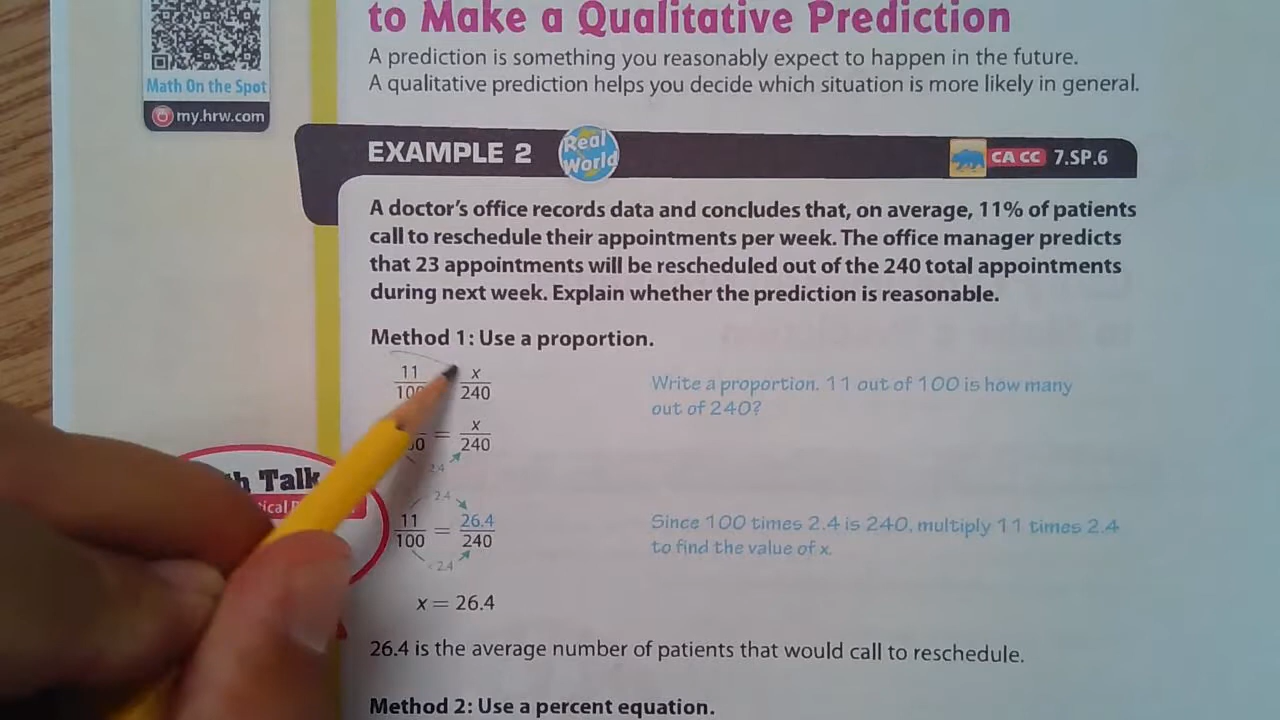 to Make a Qualitative Prediction
A prediction is something you reasonably expect to happen in the future.
A qualitative prediction helps you decide which situation is more likely in general.
Math On the Spot
my.hrw.com
EXAMPLE 2 Real World CA CC 7.SP.6
A doctor's office records data and concludes that, on average, 11% of patients
call to reschedule their appointments per week. The office manager predicts
that 23 appointments will be rescheduled out of the 240 total appointments
during next week. Explain whether the prediction is reasonable.
Method 1: Use a proportion.
11 x
240
Write a proportion. 11 out of 100 is how many
out of 240?
x
=
240
2.4
Talk
2.4
11 26.4
=
100 240
2.4
Since 100 times 2.4 is 240, multiply 11 times 2.4
to find the value of x.
x = 26.4
26.4 is the average number of patients that would call to reschedule.
Method 2: Use a percent equation.